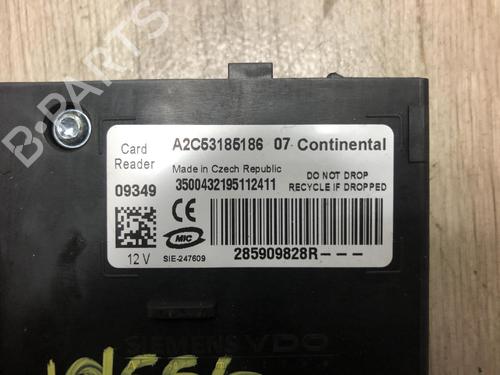 B-PARTS
Card Reader
A2C53185186 07 Continental
Made in Czech Republic
DO NOT DROP
RECYCLE IF DROPPED
09349
3500432195112411
CE
MIC
12 V
SIE-247609
285909828R---
SIEMENS VDO